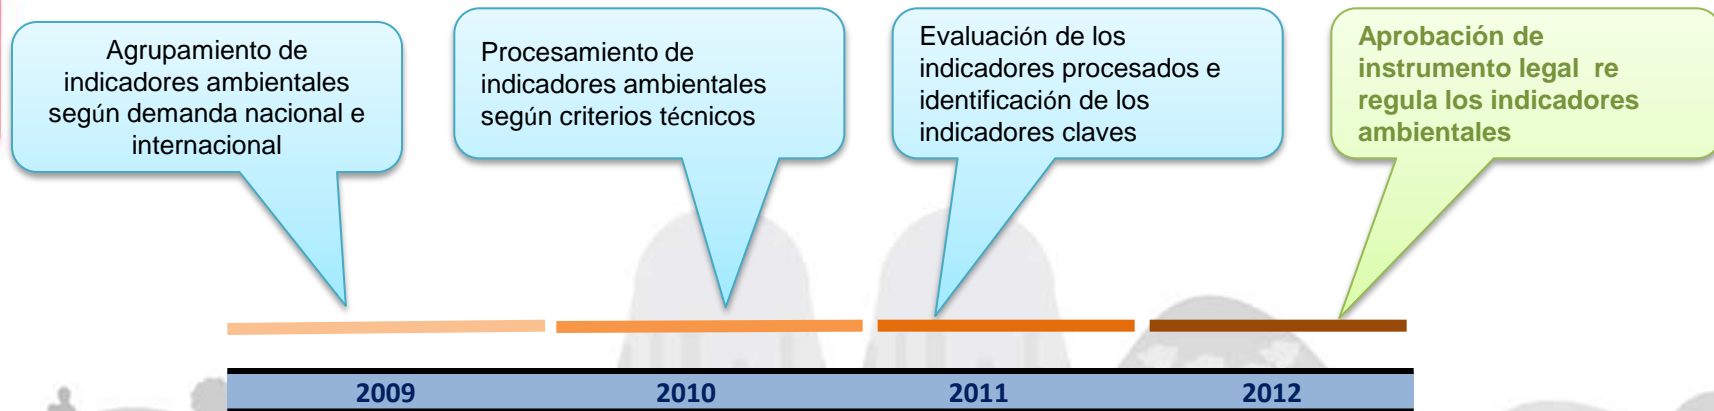 Agrupamiento de
indicadores ambientales
según demanda nacional e
internacional
Procesamiento de
indicadores ambientales
según criterios técnicos
Evaluación de los
indicadores procesados e
identificación de los
indicadores claves
Aprobación de
instrumento legal  re
regula los indicadores
ambientales
2009 2010 2011 2012